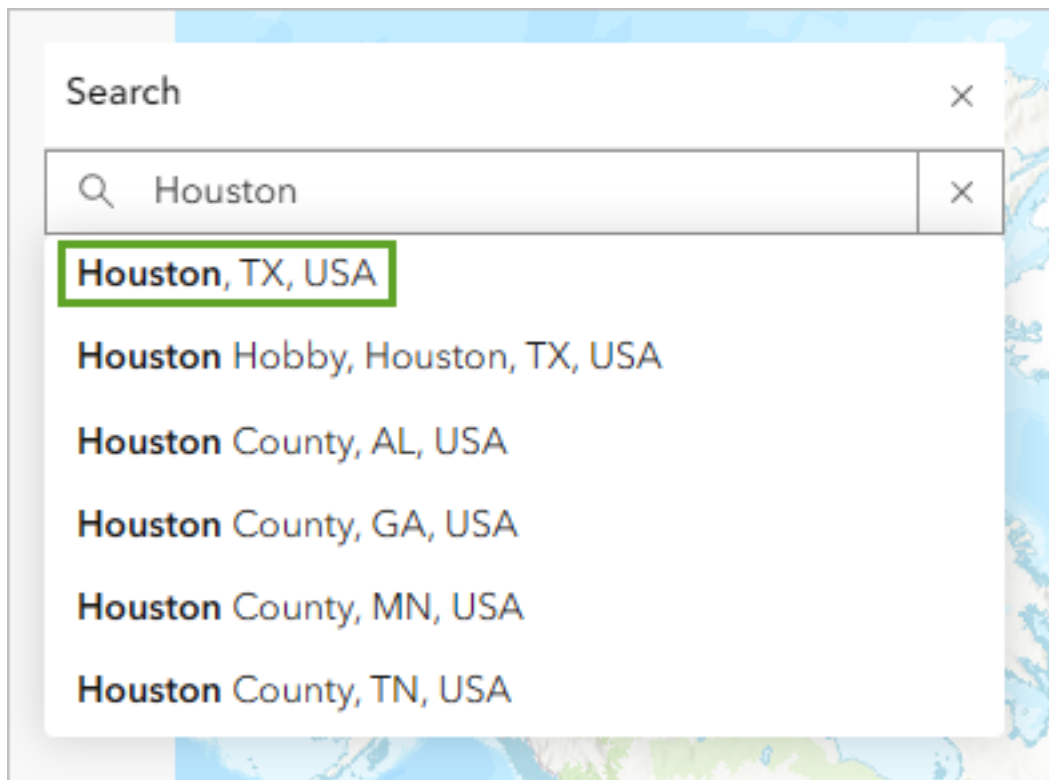 Search
Houston
Houston, TX, USA
Houston Hobby, Houston, TX, USA
Houston County, AL, USA
Houston County, GA, USA
Houston County, MN, USA
Houston County, TN, USA